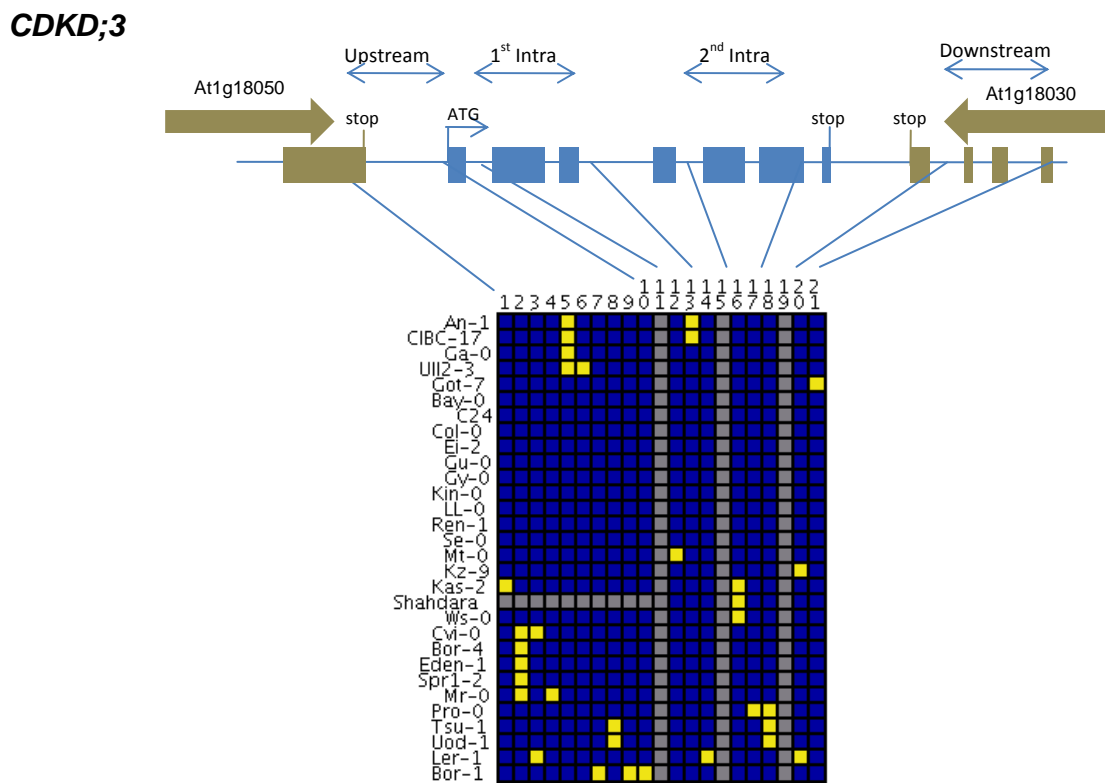 CDKD;3
Upstream
1st Intra
2nd Intra
Downstream
At1g18050
At1g18030
stop
ATG
stop
stop
1 2 3 4 5 6 7 8 9 10 11 12 13 14 15 16 17 18 19 20 21
An-1
CIBC-17
Ga-0
Ull2-3
Got-7
Bay-0
C24
Col-0
Ei-2
Gu-0
Gy-0
Kin-0
LL-0
Ren-1
Se-0
Mt-0
Kz-9
Kas-2
Shahdara
Ws-0
Cvi-0
Bor-4
Eden-1
Spr1-2
Mr-0
Pro-0
Tsu-1
Uod-1
Ler-1
Bor-1